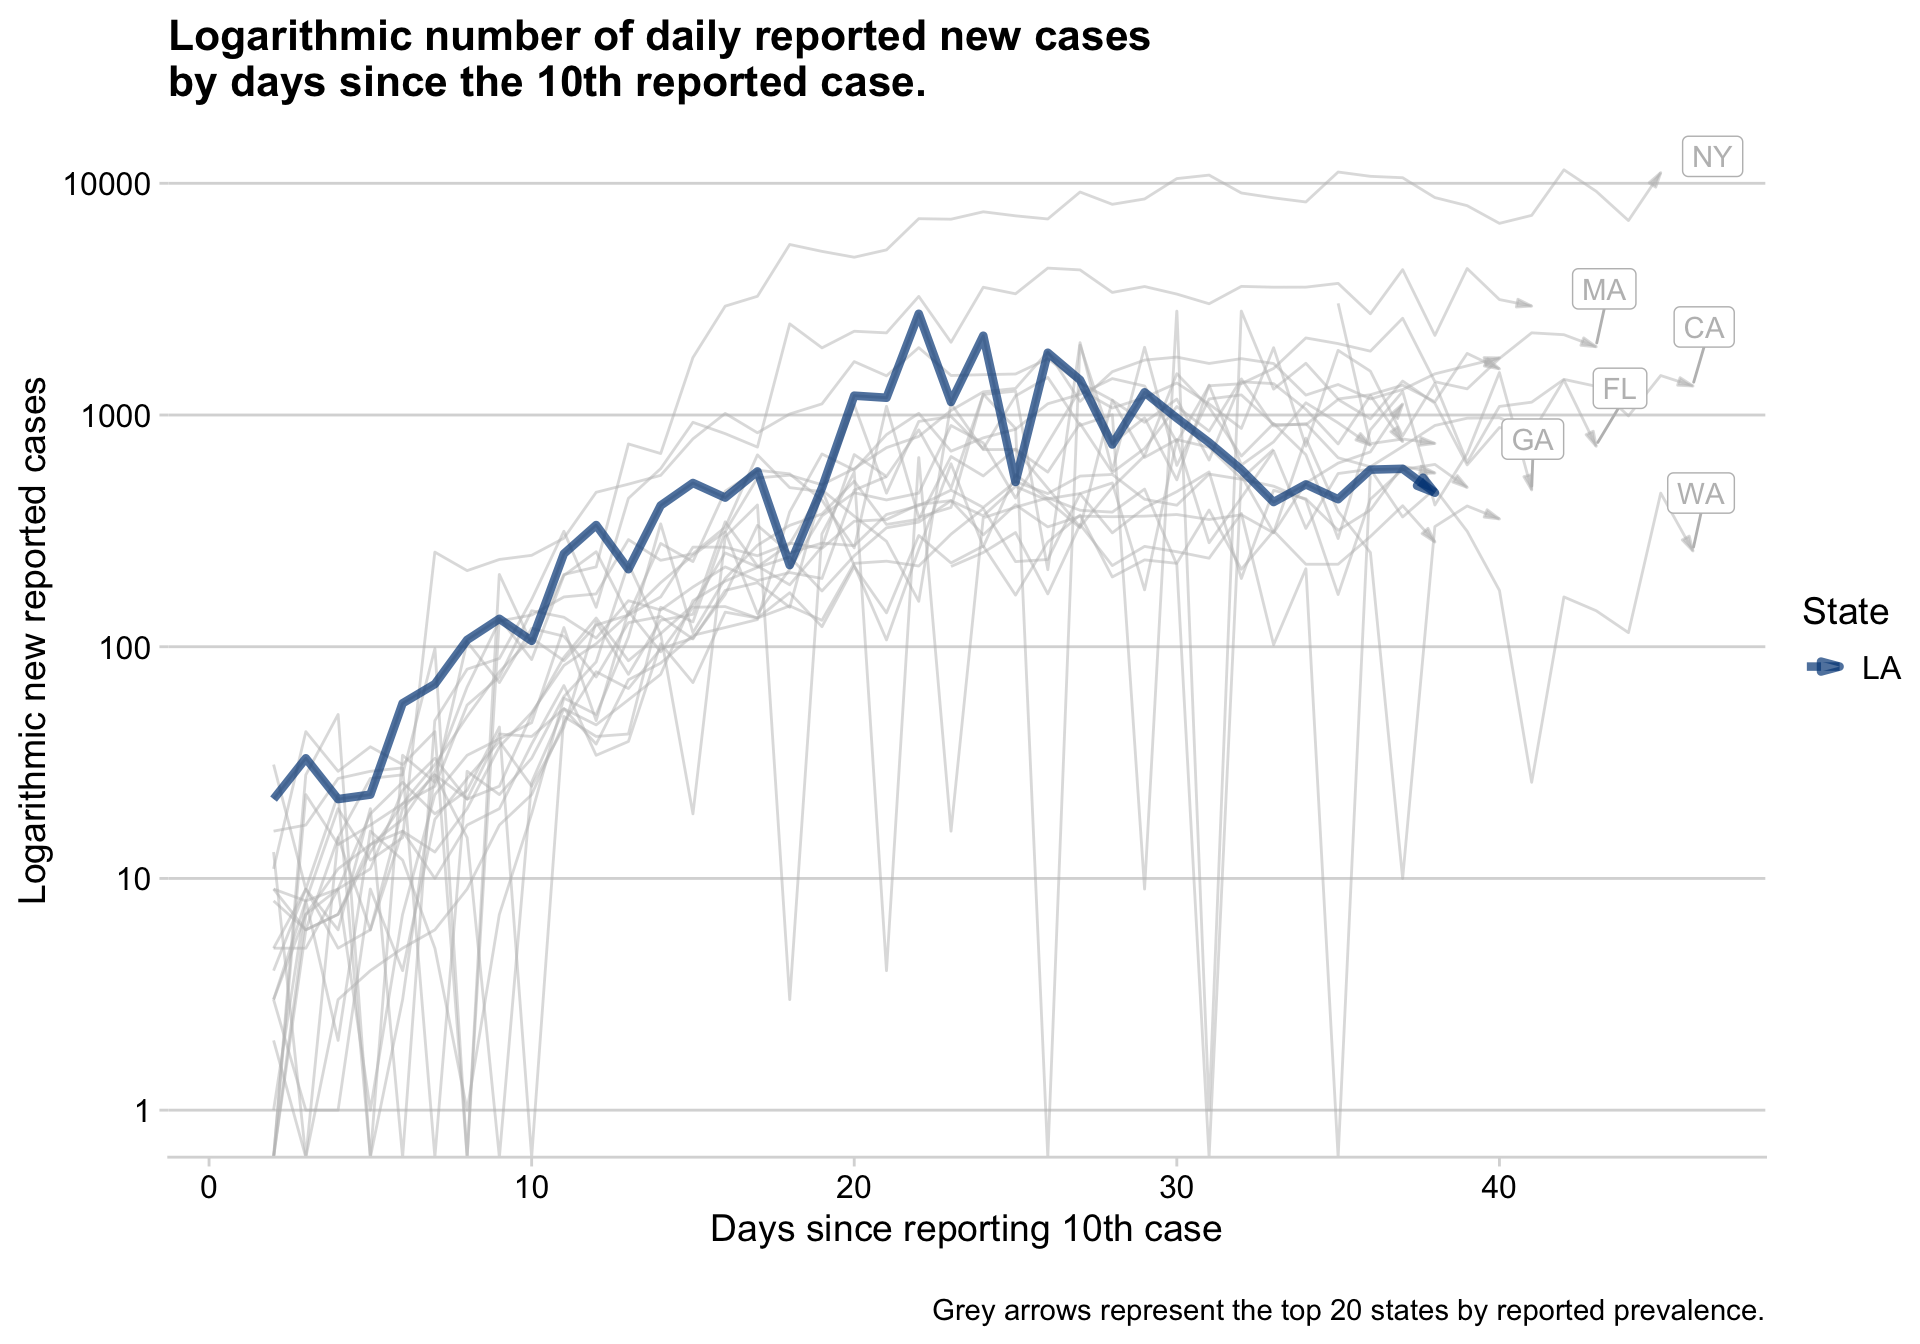 Logarithmic number of daily reported new cases
by days since the 10th reported case.
Logarithmic new reported cases
10000
1000
100
10
1
NY
MA
CA
FL
GA
WA
State
LA
0 10 20 30 40
Days since reporting 10th case
Grey arrows represent the top 20 states by reported prevalence.